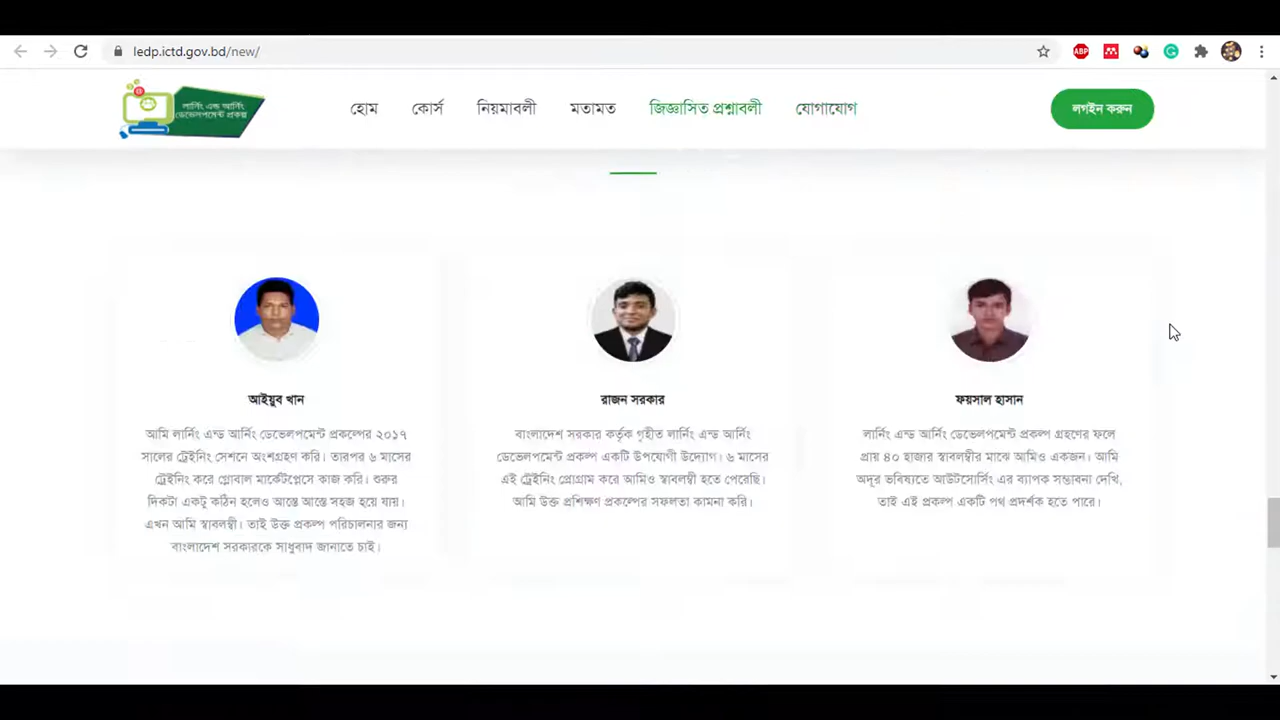 ledp.ictd.gov.bd/new/
ABP
লার্নিং এন্ড আর্নিং
ডেভেলপমেন্ট প্রকল্প
হোম কোর্স নিয়মাবলী মতামত জিজ্ঞাসিত প্রশ্নাবলী যোগাযোগ লগইন করুন
আইয়ুব খান
আমি লার্নিং এন্ড আর্নিং ডেভেলপমেন্ট প্রকল্পের ২০১৭
সালের ট্রেইনিং সেশনে অংশগ্রহণ করি। তারপর ৬ মাসের
ট্রেইনিং করে গ্লোবাল মার্কেটপ্লেসে কাজ করি। শুরুর
দিকটা একটু কঠিন হলেও আস্তে আস্তে সহজ হয়ে যায়।
এখন আমি স্বাবলম্বী। তাই উক্ত প্রকল্প পরিচালনার জন্য
বাংলাদেশ সরকারকে সাধুবাদ জানাতে চাই।
রাজন সরকার
বাংলাদেশ সরকার কর্তৃক গৃহীত লার্নিং এন্ড আর্নিং
ডেভেলপমেন্ট প্রকল্প একটি উপযোগী উদ্যোগ। ৬ মাসের
এই ট্রেইনিং প্রোগ্রাম করে আমিও স্বাবলম্বী হতে পেরেছি।
আমি উক্ত প্রশিক্ষণ প্রকল্পের সফলতা কামনা করি।
ফয়সাল হাসান
লার্নিং এন্ড আর্নিং ডেভেলপমেন্ট প্রকল্প গ্রহণের ফলে
প্রায় ৪০ হাজার স্বাবলম্বীর মাঝে আমিও একজন। আমি
অদূর ভবিষ্যতে আউটসোর্সিং এর ব্যাপক সম্ভাবনা দেখি,
তাই এই প্রকল্প একটি পথ প্রদর্শক হতে পারে।